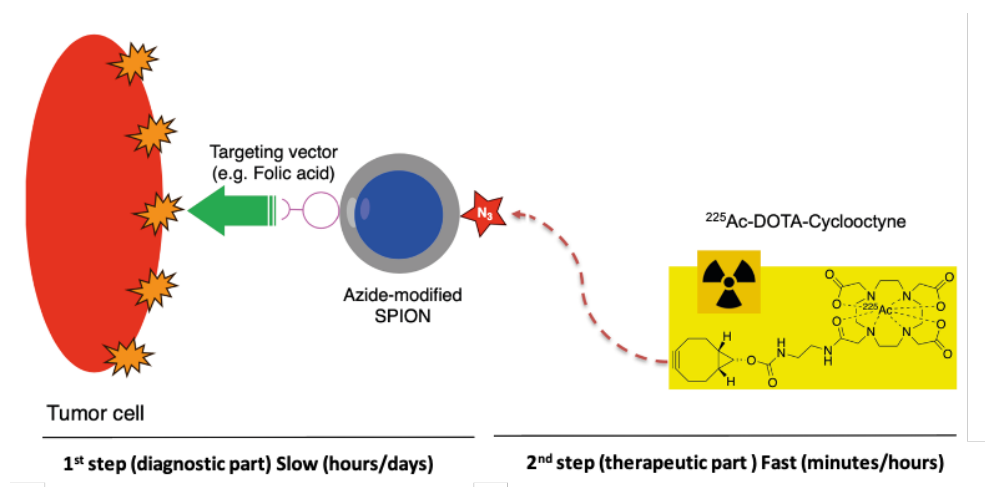 Targeting vector
(e.g. Folic acid)
N₃
Azide-modified
SPION
²²⁵Ac-DOTA-Cyclooctyne
O
O
N
N
O
O
²²⁵Ac
O
O
O
N
N
O
H
H
N
H
N
O
O
H
Tumor cell
1ˢᵗ step (diagnostic part) Slow (hours/days)
2ⁿᵈ step (therapeutic part ) Fast (minutes/hours)